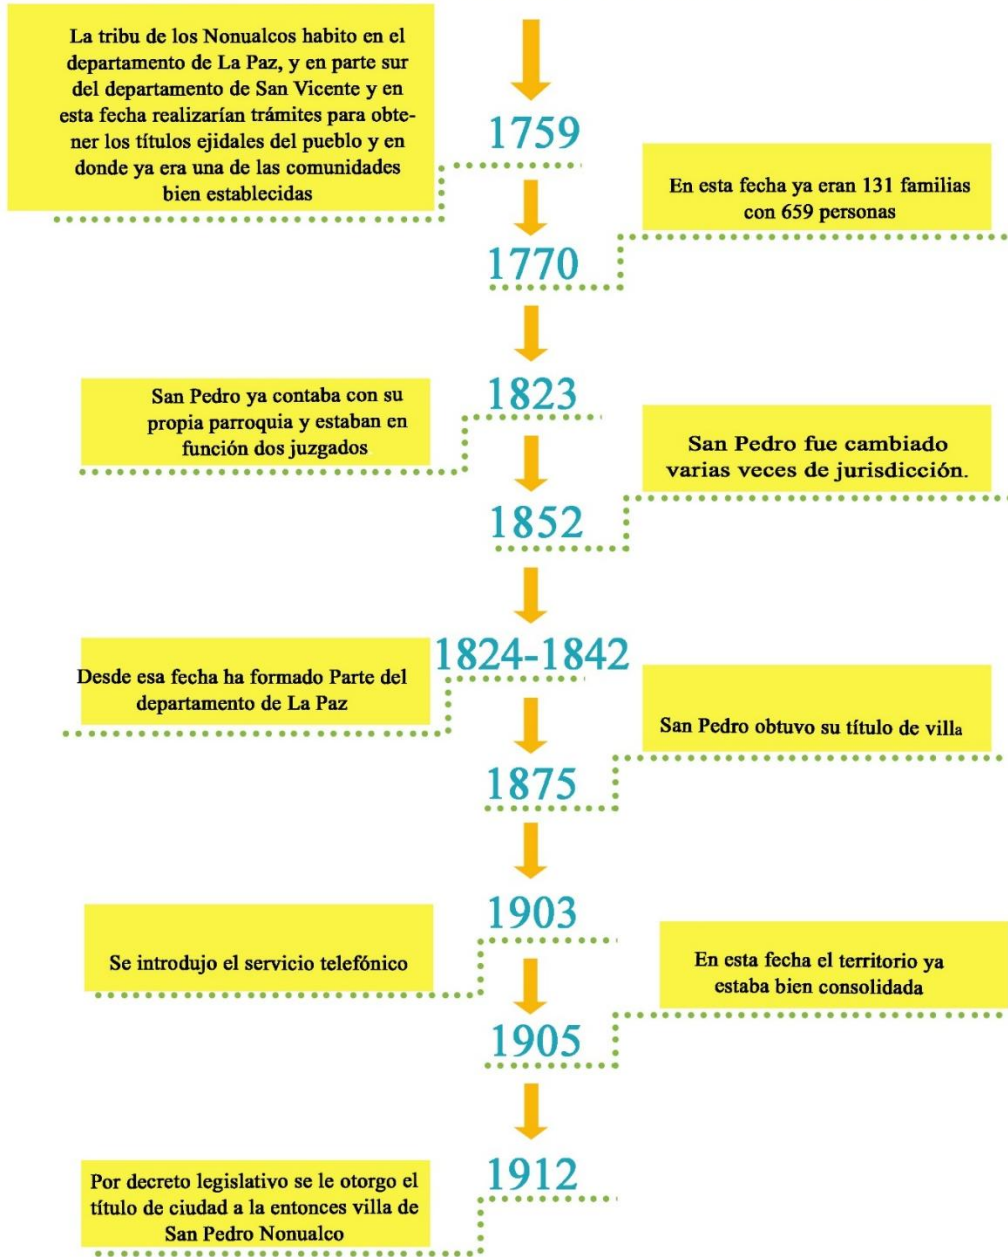 La tribu de los Nonualcos habito en el
departamento de La Paz, y en parte sur
del departamento de San Vicente y en
esta fecha realizarían trámites para obte-
ner los títulos ejidales del pueblo y en
donde ya era una de las comunidades
bien establecidas
1759
En esta fecha ya eran 131 familias
con 659 personas
1770
1823
San Pedro ya contaba con su
propia parroquia y estaban en
función dos juzgados
San Pedro fue cambiado
varias veces de jurisdicción.
1852
1824-1842
Desde esa fecha ha formado Parte del
departamento de La Paz
San Pedro obtuvo su título de villa
1875
1903
Se introdujo el servicio telefónico
En esta fecha el territorio ya
estaba bien consolidada
1905
1912
Por decreto legislativo se le otorgo el
título de ciudad a la entonces villa de
San Pedro Nonualco